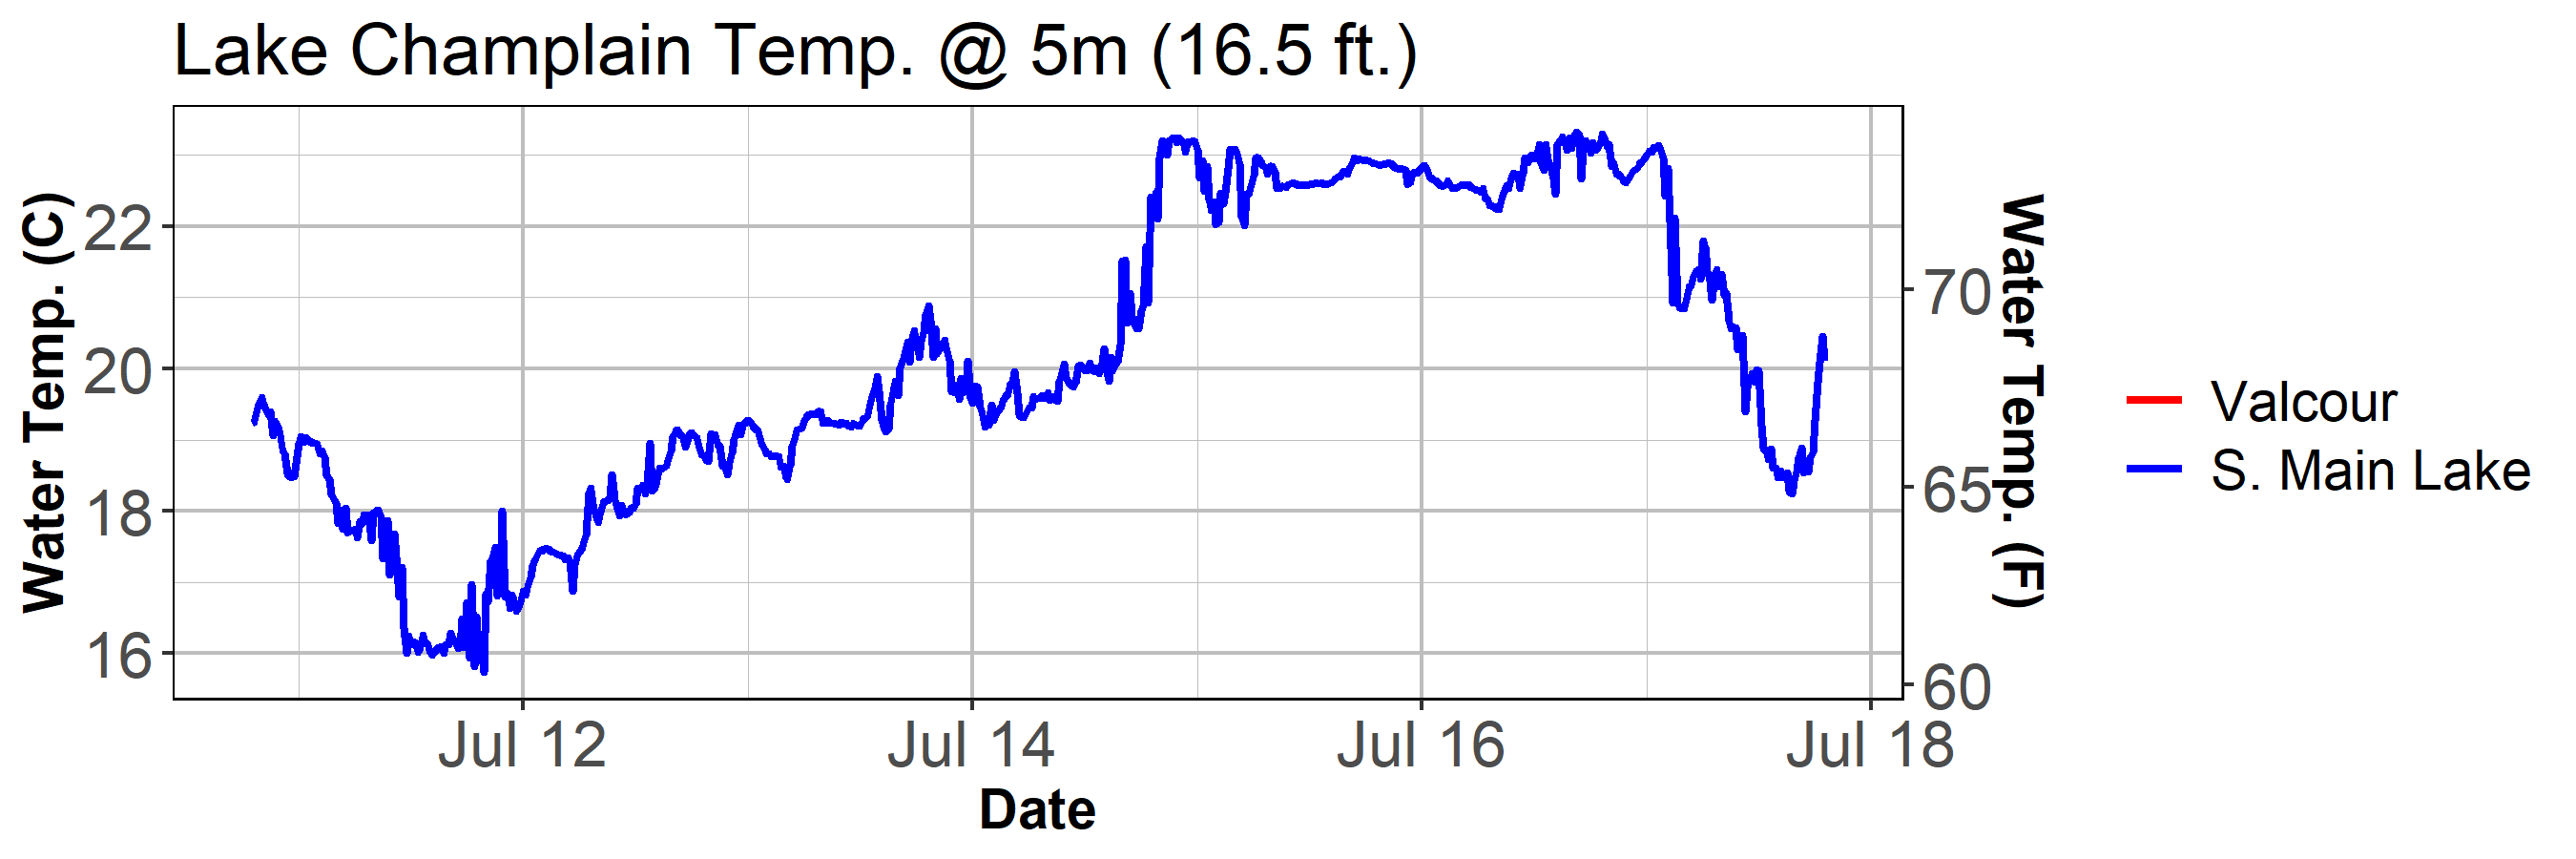 Lake Champlain Temp. @ 5m (16.5 ft.)
Water Temp. (C)
22
20
18
16
70
65
60
Water Temp. (F)
Jul 12
Jul 14
Jul 16
Jul 18
Date
Valcour
S. Main Lake